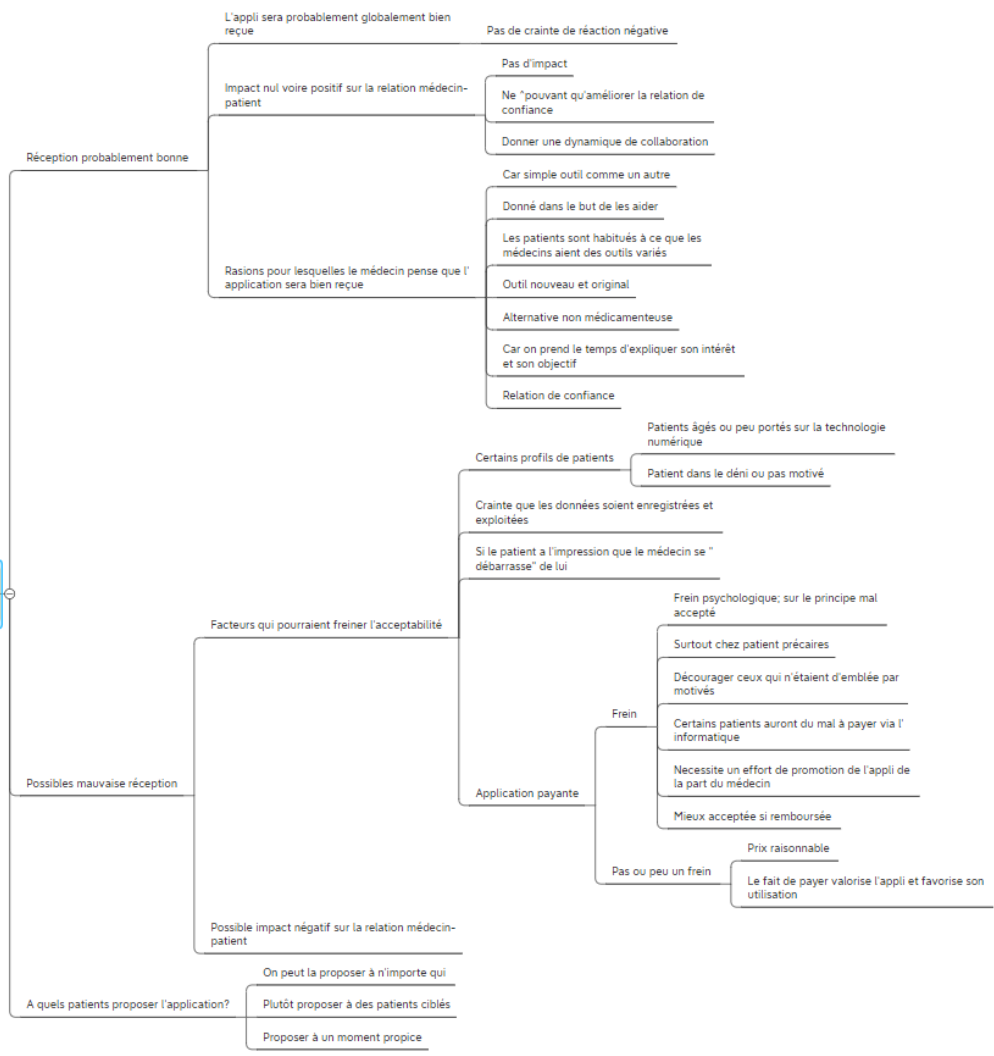 L'appli sera probablement globalement bien
reçue
Pas de crainte de réaction négative
Impact nul voire positif sur la relation médecin-
patient
Pas d'impact
Ne ^pouvant qu'améliorer la relation de
confiance
Donner une dynamique de collaboration
Réception probablement bonne
Rasions pour lesquelles le médecin pense que l'
application sera bien reçue
Car simple outil comme un autre
Donné dans le but de les aider
Les patients sont habitués à ce que les
médecins aient des outils variés
Outil nouveau et original
Alternative non médicamenteuse
Car on prend le temps d'expliquer son intérêt
et son objectif
Relation de confiance
Certains profils de patients
Patients âgés ou peu portés sur la technologie
numérique
Patient dans le déni ou pas motivé
Crainte que les données soient enregistrées et
exploitées
Si le patient a l'impression que le médecin se "
débarrasse" de lui
Facteurs qui pourraient freiner l'acceptabilité
Frein psychologique; sur le principe mal
accepté
Surtout chez patient précaires
Décourager ceux qui n'étaient d'emblée par
motivés
Frein
Certains patients auront du mal à payer via l'
informatique
Necessite un effort de promotion de l'appli de
la part du médecin
Mieux acceptée si remboursée
Possibles mauvaise réception
Application payante
Pas ou peu un frein
Prix raisonnable
Le fait de payer valorise l'appli et favorise son
utilisation
Possible impact négatif sur la relation médecin-
patient
A quels patients proposer l'application?
On peut la proposer à n'importe qui
Plutôt proposer à des patients ciblés
Proposer à un moment propice